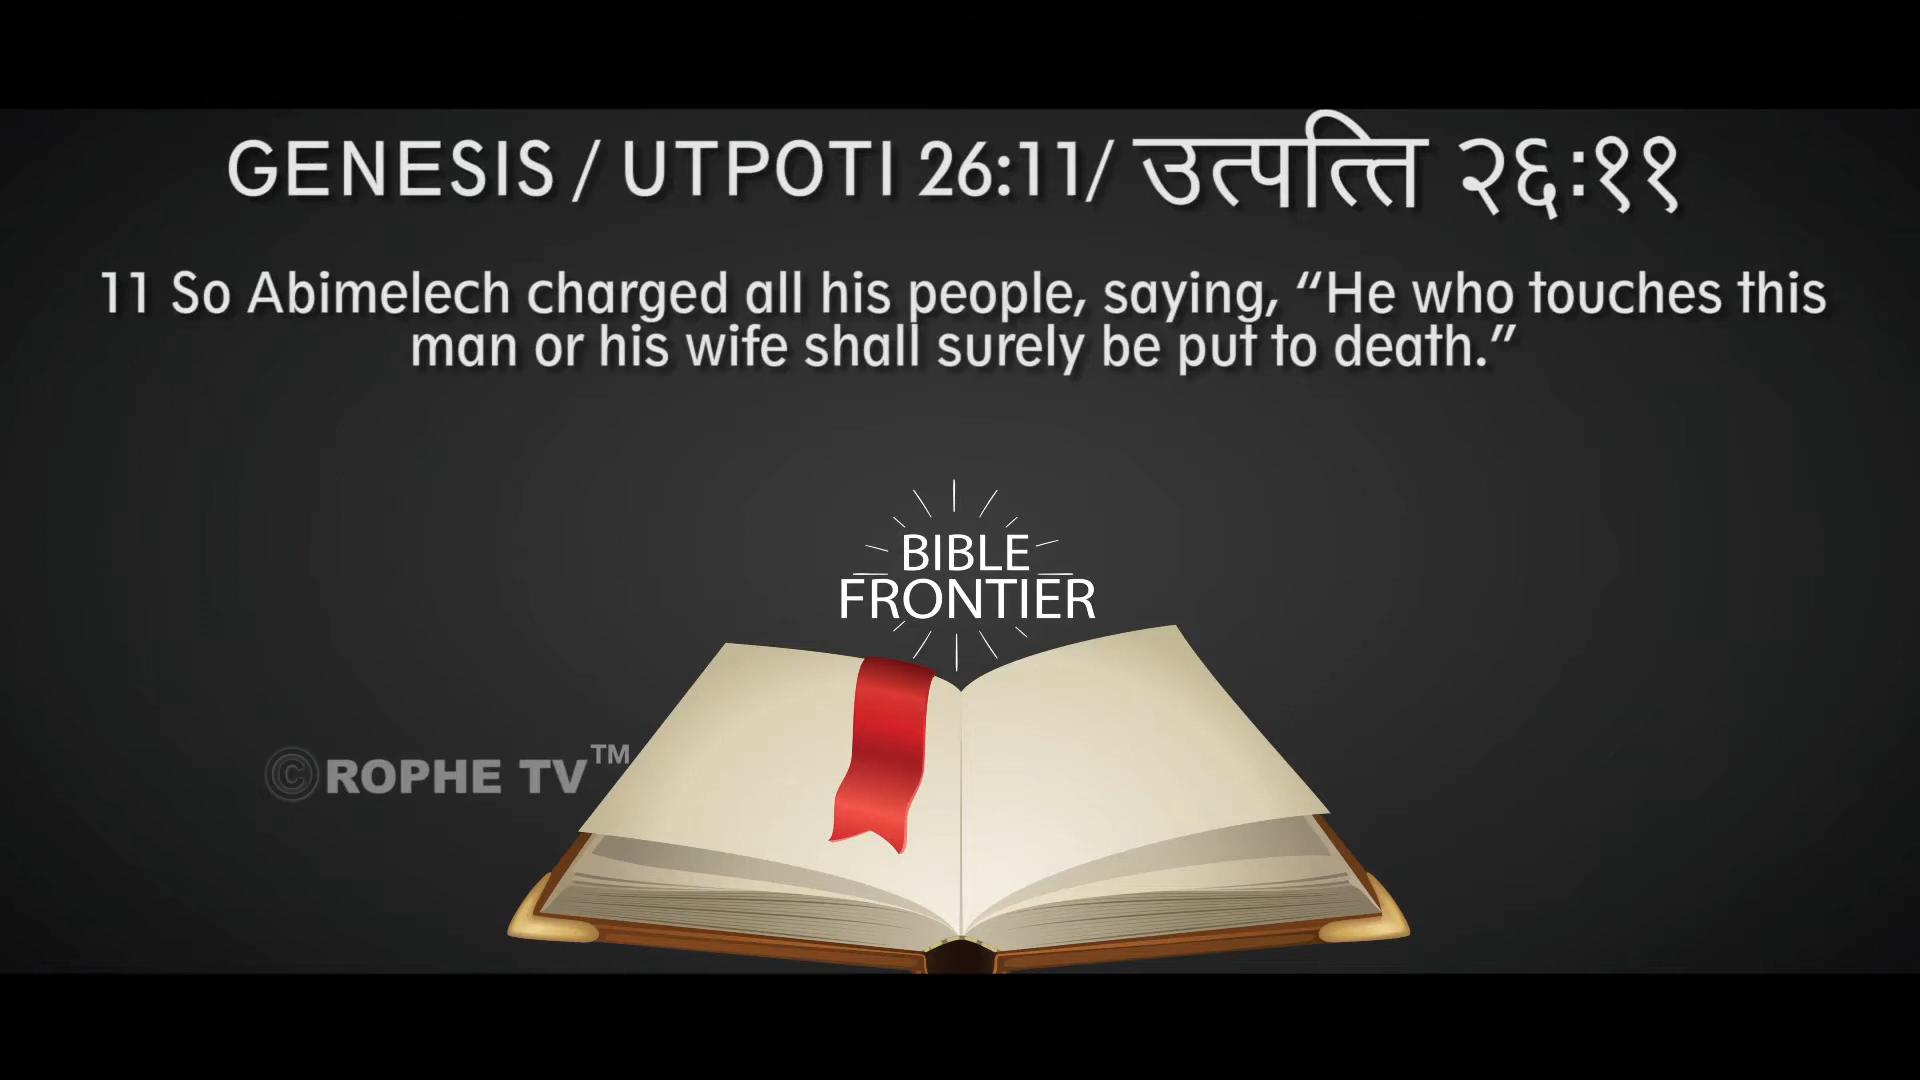 GENESIS / UTPOTI 26:11/ उत्पत्ति २६:११
11 So Abimelech charged all his people, saying, “He who touches this
man or his wife shall surely be put to death.”
BIBLE
FRONTIER
©ROPHE TV™